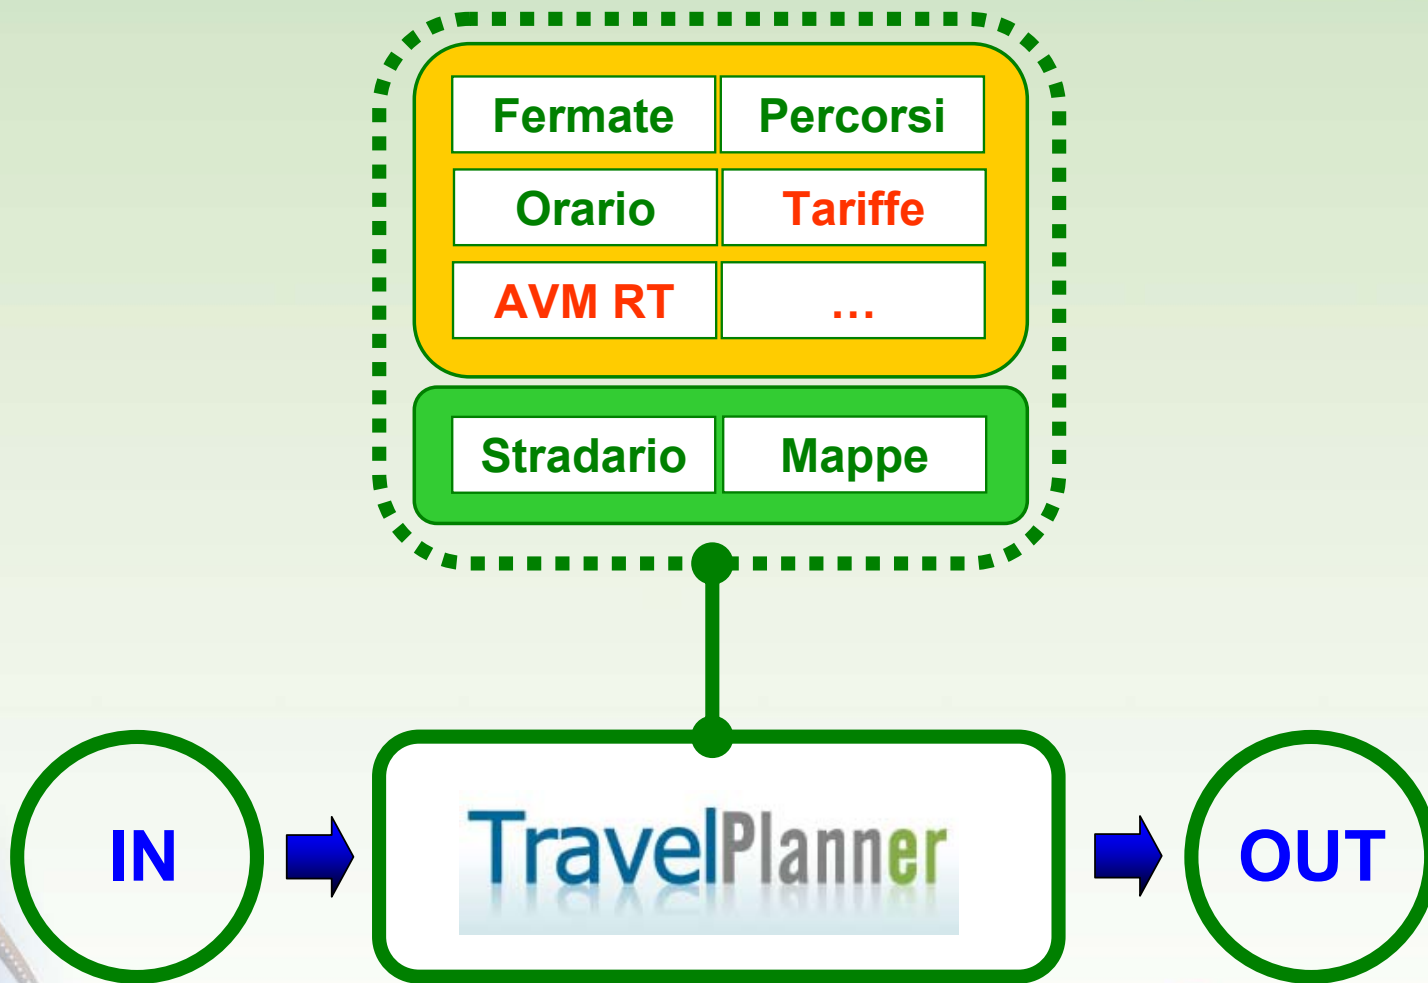 Fermate Percorsi
Orario Tariffe
AVM RT …
Stradario Mappe
IN TravelPlanner OUT